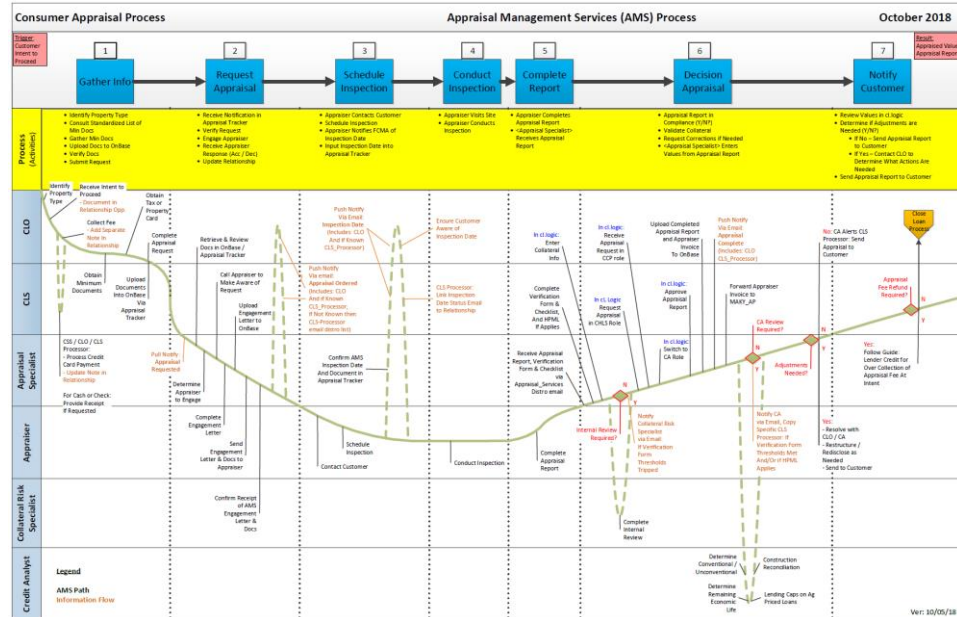 Consumer Appraisal Process
Appraisal Management Services (AMS) Process
October 2018
Trigger:
Customer
Intent to
Proceed
1
2
3
4
5
6
7
Result:
Appraised Value
Appraisal Report
Gather Info
Request
Appraisal
Schedule
Inspection
Conduct
Inspection
Complete
Report
Decision
Appraisal
Notify
Customer
Process
(Activities)
• Identify Property Type
• Consult Standardized List of
Min Docs
• Gather Min Docs
• Upload Docs to OnBase
• Verify Docs
• Submit Request
• Receive Notification in
Appraisal Tracker
• Verify Request
• Engage Appraiser
• Receive Appraiser
Response (Acc / Dec)
• Update Relationship
• Appraiser Contacts Customer
• Schedule Inspection
• Appraiser Notifies FCMA of
Inspection Date
• Input Inspection Date into
Appraisal Tracker
• Appraiser Visits Site
• Appraiser Conducts
Inspection
• Appraiser Completes
Appraisal Report
• <Appraisal Specialist>
Receives Appraisal
Report
• Appraisal Report in
Compliance (Y/N?)
• Validate Collateral
• Request Corrections if Needed
• <Appraisal Specialist> Enters
Values from Appraisal Report
• Review Values in cl.logic
• Determine if Adjustments are
Needed (Y/N?)
• If No – Send Appraisal Report
to Customer
• If Yes – Contact CLO to
Determine What Actions Are
Needed
• Send Appraisal Report to Customer
CLO
Identify
Property
Type
Receive Intent to
Proceed
- Document in
Relationship Opp
Collect Fee
- Add Separate
Note in
Relationship
Obtain
Tax or
Property
Card
Complete
Appraisal
Request
Retrieve & Review
Docs in OnBase /
Appraisal Tracker
Push Notify
Via Email
Inspection Date
(Includes: CLO
And If Known
CLS_Processor)
Ensure Customer
Aware of
Inspection Date
In cl.logic:
Enter
Collateral
Info
In cl.logic:
Receive
Appraisal
Request in
CCP role
Upload Completed
Appraisal Report
and Appraiser
Invoice
To OnBase
Push Notify
Via Email
Appraisal
Complete
(Includes: CLO
CLS_Processor)
No: CA Alerts CLS
Processor: Send
Appraisal to
Customer
Close
Loan
Process
CLS
Obtain
Minimum
Documents
Upload
Documents
Into OnBase
Via
Appraisal
Tracker
Call Appraiser to
Make Aware of
Request
Upload
Engagement
Letter to
OnBase
Push Notify
Via email:
Appraisal Ordered
(Includes: CLO
And if Known
CLS_Processor;
If Not Known then
CLS-Processor
email distro list)
CLS Processor:
Link Inspection
Date Status Email
to Relationship
Complete
Verification
Form &
Checklist,
And HPML
If Applies
In cl. Logic
Request
Appraisal
in CHLS Role
In cl.logic:
Approve
Appraisal
Report
Forward Appraiser
Invoice to
MAXY_AP
CA Review
Required?
Appraisal
Fee Refund
Required?
N
Y
Appraisal
Specialist
CSS / CLO / CLS
Processor:
- Process Credit
Card Payment
- Update Note in
Relationship
For Cash or Check:
Provide Receipt
If Requested
Pull Notify
Appraisal
Requested
Determine
Appraiser
to Engage
Confirm AMS
Inspection Date
And Document in
Appraisal Tracker
Receive Appraisal
Report, Verification
Form & Checklist
via
Appraisal_Services
Distro email
In cl.logic:
Switch to
CA Role
N
Y
N
Y
Adjustments
Needed?
N
Y
Yes:
Follow Guide:
Lender Credit for
Over Collection of
Appraisal Fee At
Intent
Appraiser
Complete
Engagement
Letter
Send
Engagement
Letter & Docs to
Appraiser
Schedule
Inspection
Contact Customer
Conduct Inspection
Complete
Appraisal
Report
Internal Review
Required?
Notify
Collateral Risk
Specialist
via Email
If Verification
Form
Thresholds
Tripped
Notify CA
via Email, Copy
Specific CLS
Processor: if
Verification Form
Thresholds Met
And/Or if HPML
Applies
Yes:
- Resolve with
CLO / CA
- Restructure /
Redisclose as
Needed
- Send to Customer
Collateral Risk
Specialist
Confirm Receipt
of AMS
Engagement
Letter &
Docs
Complete
Internal
Review
Credit Analyst
Legend
AMS Path
Information Flow
Determine
Conventional /
Unconventional
Construction
Reconciliation
Determine
Remaining
Economic
Life
Lending Caps on Ag
Priced Loans
Ver: 10/05/18